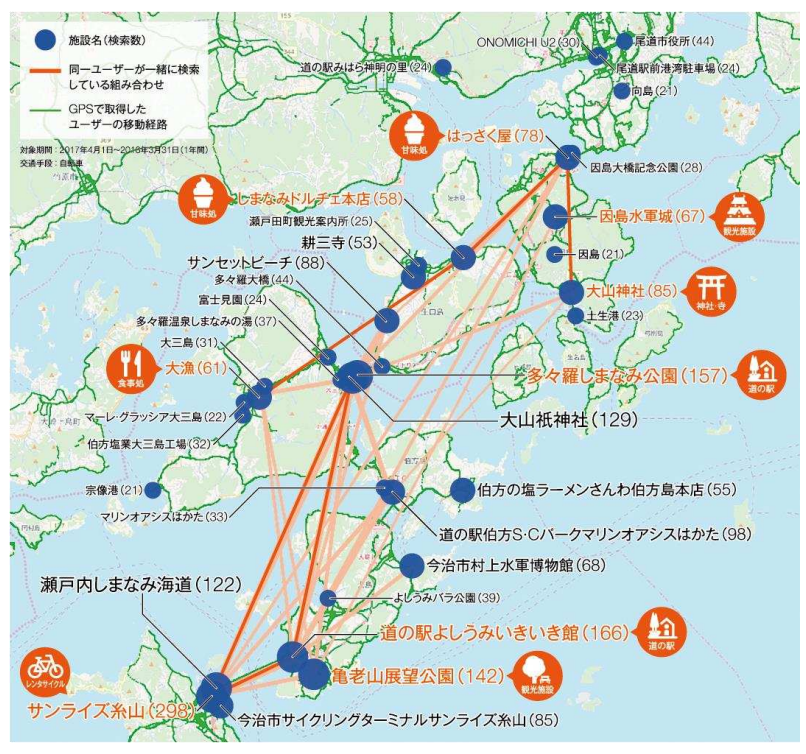 施設名（検索数）
同一ユーザーが一緒に検索
している組み合わせ
GPSで取得した
ユーザーの移動経路
対象期間：2017年4月1日〜2018年3月31日（1年間）
交通手段：自転車
ONOMICHI U2（30）
尾道市役所（44）
道の駅みはら神明の里（24）
尾道駅前港湾駐車場（24）
向島（21）
甘味処
はっさく屋（78）
因島大橋記念公園（28）
甘味処
しまなみドルチェ本店（58）
瀬戸田町観光案内所（25）
因島水軍城（67）
観光施設
耕三寺（53）
因島（21）
サンセットビーチ（88）
多々羅大橋（44）
大山神社（85）
神社・寺
富士見園（24）
土生港（23）
多々羅温泉しまなみの湯（37）
大三島（31）
食事処
大漁（61）
多々羅しまなみ公園（157）
道の駅
マーレ・グラッシア大三島（22）
大山祇神社（129）
伯方塩業大三島工場（32）
宗像港（21）
伯方の塩ラーメンさんわ伯方島本店（55）
マリンオアシスはかた（33）
道の駅伯方S・Cパークマリンオアシスはかた（98）
今治市村上水軍博物館（68）
瀬戸内しまなみ海道（122）
よしうみバラ公園（39）
道の駅よしうみいきいき館（166）
道の駅
亀老山展望公園（142）
観光施設
レンタサイクル
サンライズ糸山（298）
今治市サイクリングターミナルサンライズ糸山（85）